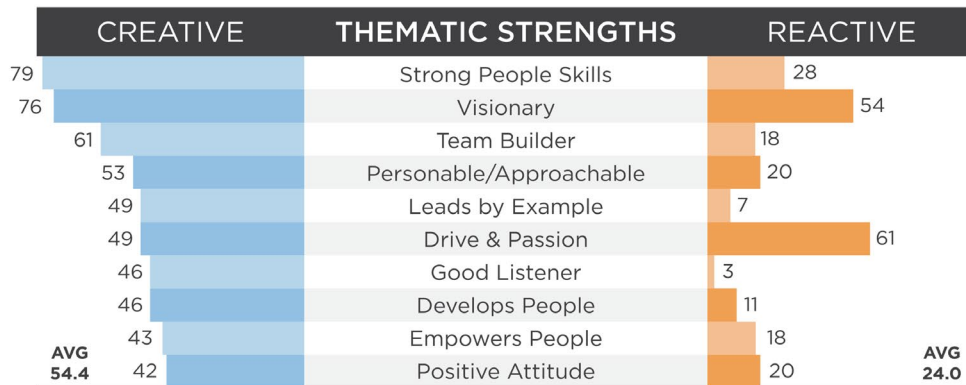 CREATIVE THEMATIC STRENGTHS REACTIVE
79 Strong People Skills 28
76 Visionary 54
61 Team Builder 18
53 Personable/Approachable 20
49 Leads by Example 7
49 Drive & Passion 61
46 Good Listener 3
46 Develops People 11
43 Empowers People 18
AVG AVG
54.4 42 Positive Attitude 20 24.0